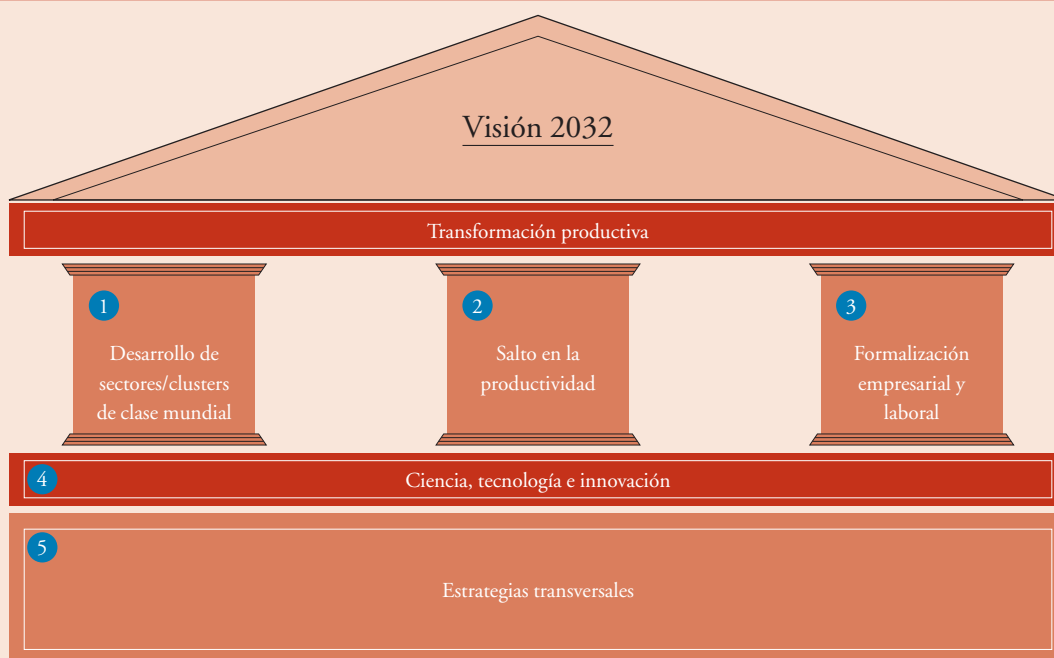 Visión 2032
Transformación productiva
1
Desarrollo de
sectores/clusters
de clase mundial
2
Salto en la
productividad
3
Formalización
empresarial y
laboral
4
Ciencia, tecnología e innovación
5
Estrategias transversales